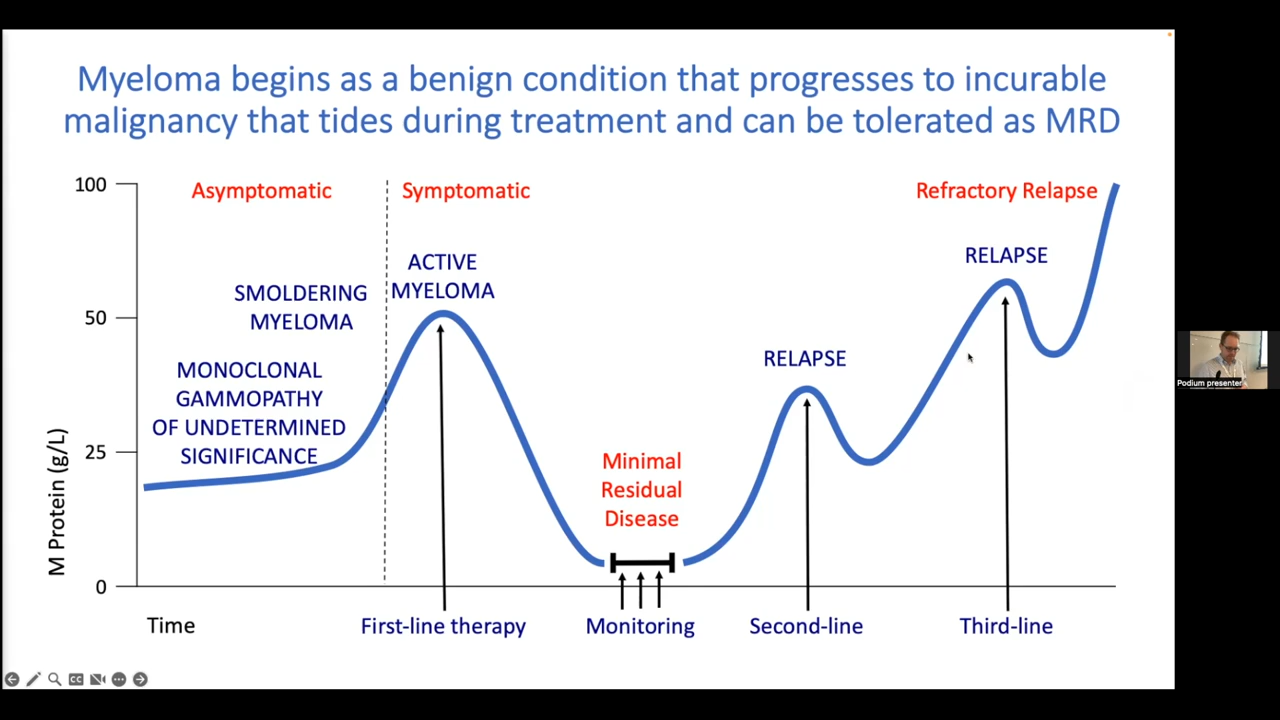 Myeloma begins as a benign condition that progresses to incurable
malignancy that tides during treatment and can be tolerated as MRD
100
Asymptomatic
Symptomatic
Refractory Relapse
RELAPSE
ACTIVE
MYELOMA
SMOLDERING
MYELOMA
50
RELAPSE
MONOCLONAL
GAMMOPATHY
OF UNDETERMINED
SIGNIFICANCE
Podium presenter
M Protein (g/L)
25
Minimal
Residual
Disease
0
Time
First-line therapy
Monitoring
Second-line
Third-line
CC